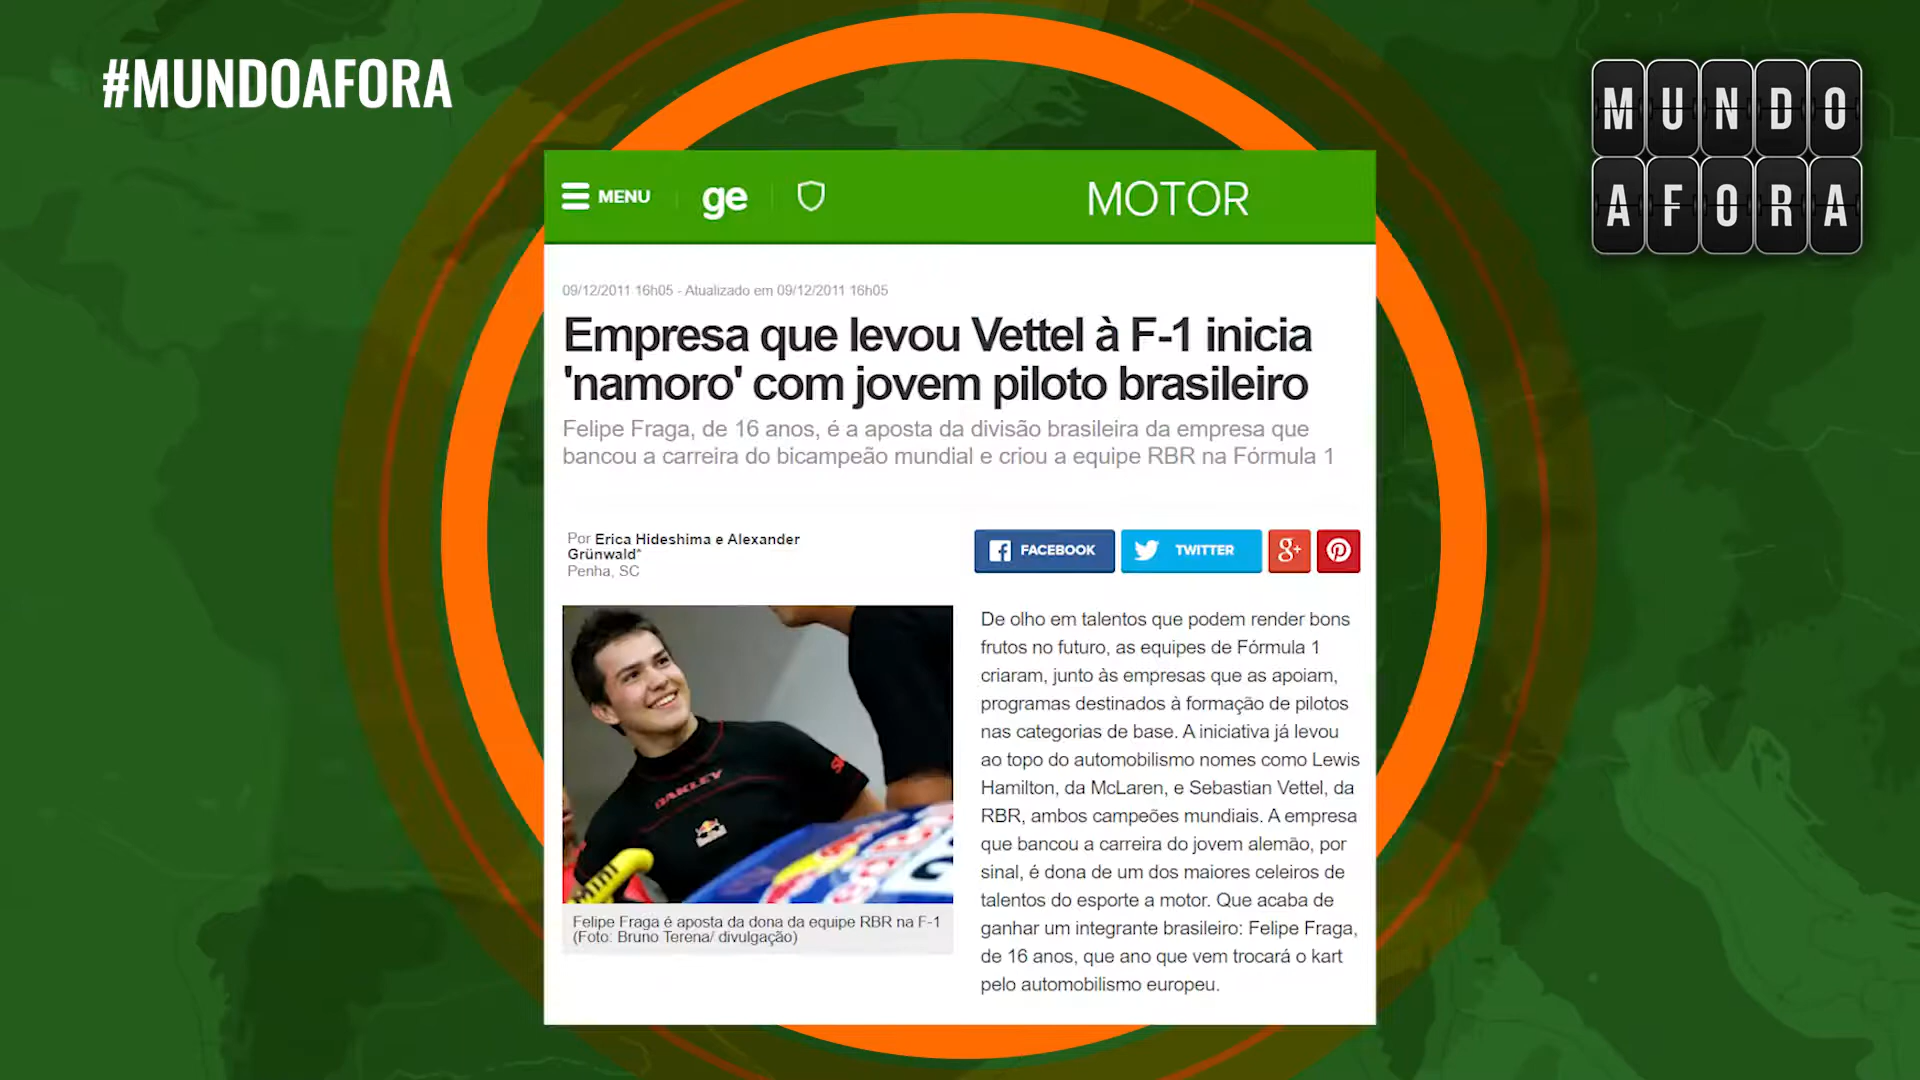 #MUNDOAFORA
MUNDO
AFORA
MENU
ge
MOTOR
09/12/2011 16h05 - Atualizado em 09/12/2011 16h05
Empresa que levou Vettel à F-1 inicia
'namoro' com jovem piloto brasileiro
Felipe Fraga, de 16 anos, é a aposta da divisão brasileira da empresa que
bancou a carreira do bicampeão mundial e criou a equipe RBR na Fórmula 1
Por Erica Hideshima e Alexander
Grünwald*
Penha, SC
FACEBOOK
TWITTER
g+
OAKLEY
Felipe Fraga é aposta da dona da equipe RBR na F-1
(Foto: Bruno Terena/ divulgação)
De olho em talentos que podem render bons
frutos no futuro, as equipes de Fórmula 1
criaram, junto às empresas que as apoiam,
programas destinados à formação de pilotos
nas categorias de base. A iniciativa já levou
ao topo do automobilismo nomes como Lewis
Hamilton, da McLaren, e Sebastian Vettel, da
RBR, ambos campeões mundiais. A empresa
que bancou a carreira do jovem alemão, por
sinal, é dona de um dos maiores celeiros de
talentos do esporte a motor. Que acaba de
ganhar um integrante brasileiro: Felipe Fraga,
de 16 anos, que ano que vem trocará o kart
pelo automobilismo europeu.